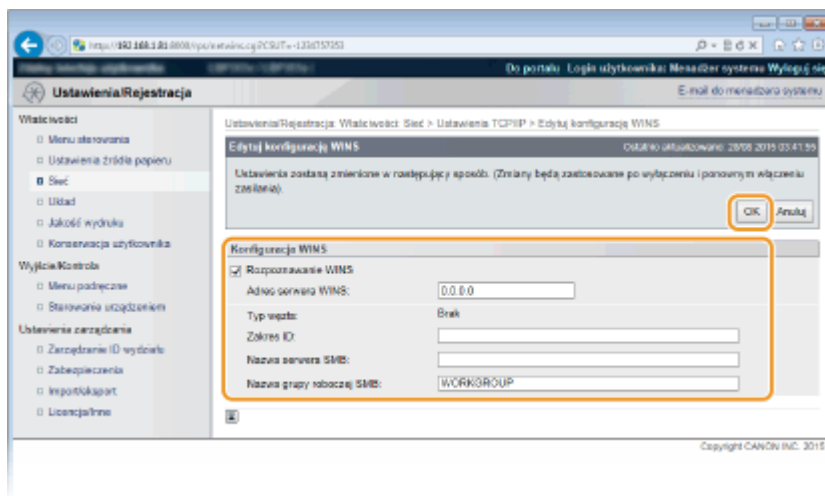 Do portalu Login użytkownika: Menedżer systemu Wyloguj się
Ustawienia/Rejestracja
E-mail do menedżera systemu
Właściwości
Menu sterowania
Ustawienia źródła papieru
Sieć
Układ
Jakość wydruku
Konserwacja użytkownika
Wyjście/Kontrola
Menu podręczne
Sterowanie urządzeniem
Ustawienia zarządzania
Zarządzanie ID wydziału
Zabezpieczenia
Import/eksport
Licencja/Inne
Ustawienia/Rejestracja: Właściwości: Sieć > Ustawienia TCP/IP > Edytuj konfigurację WINS
Edytuj konfigurację WINS
Ostatnio aktualizowano: 28/08 2015 03:41:55
Ustawienia zostaną zmienione w następujący sposób. (Zmiany będą zastosowane po wyłączeniu i ponownym włączeniu
zasilania).
OK Anuluj
Konfiguracja WINS
Rozpoznawanie WINS
Adres serwera WINS: 0.0.0.0
Typ węzła: Brak
Zakres ID:
Nazwa serwera SMB:
Nazwa grupy roboczej SMB: WORKGROUP
Copyright CANON INC. 2015